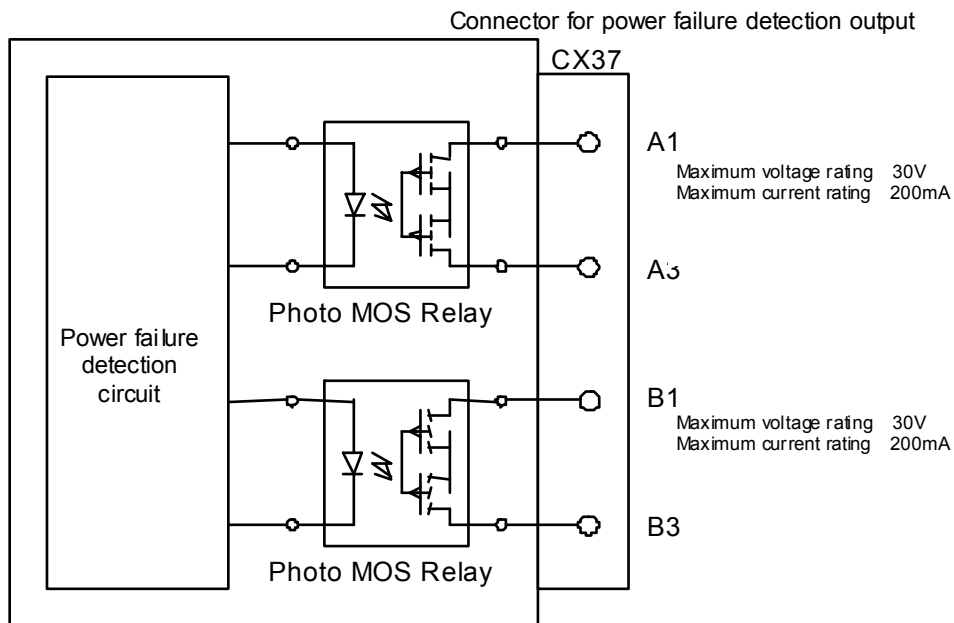 Connector for power failure detection output
CX37
A1
Maximum voltage rating 30V
Maximum current rating 200mA
A3
Photo MOS Relay
Power failure
detection
circuit
B1
Maximum voltage rating 30V
Maximum current rating 200mA
B3
Photo MOS Relay